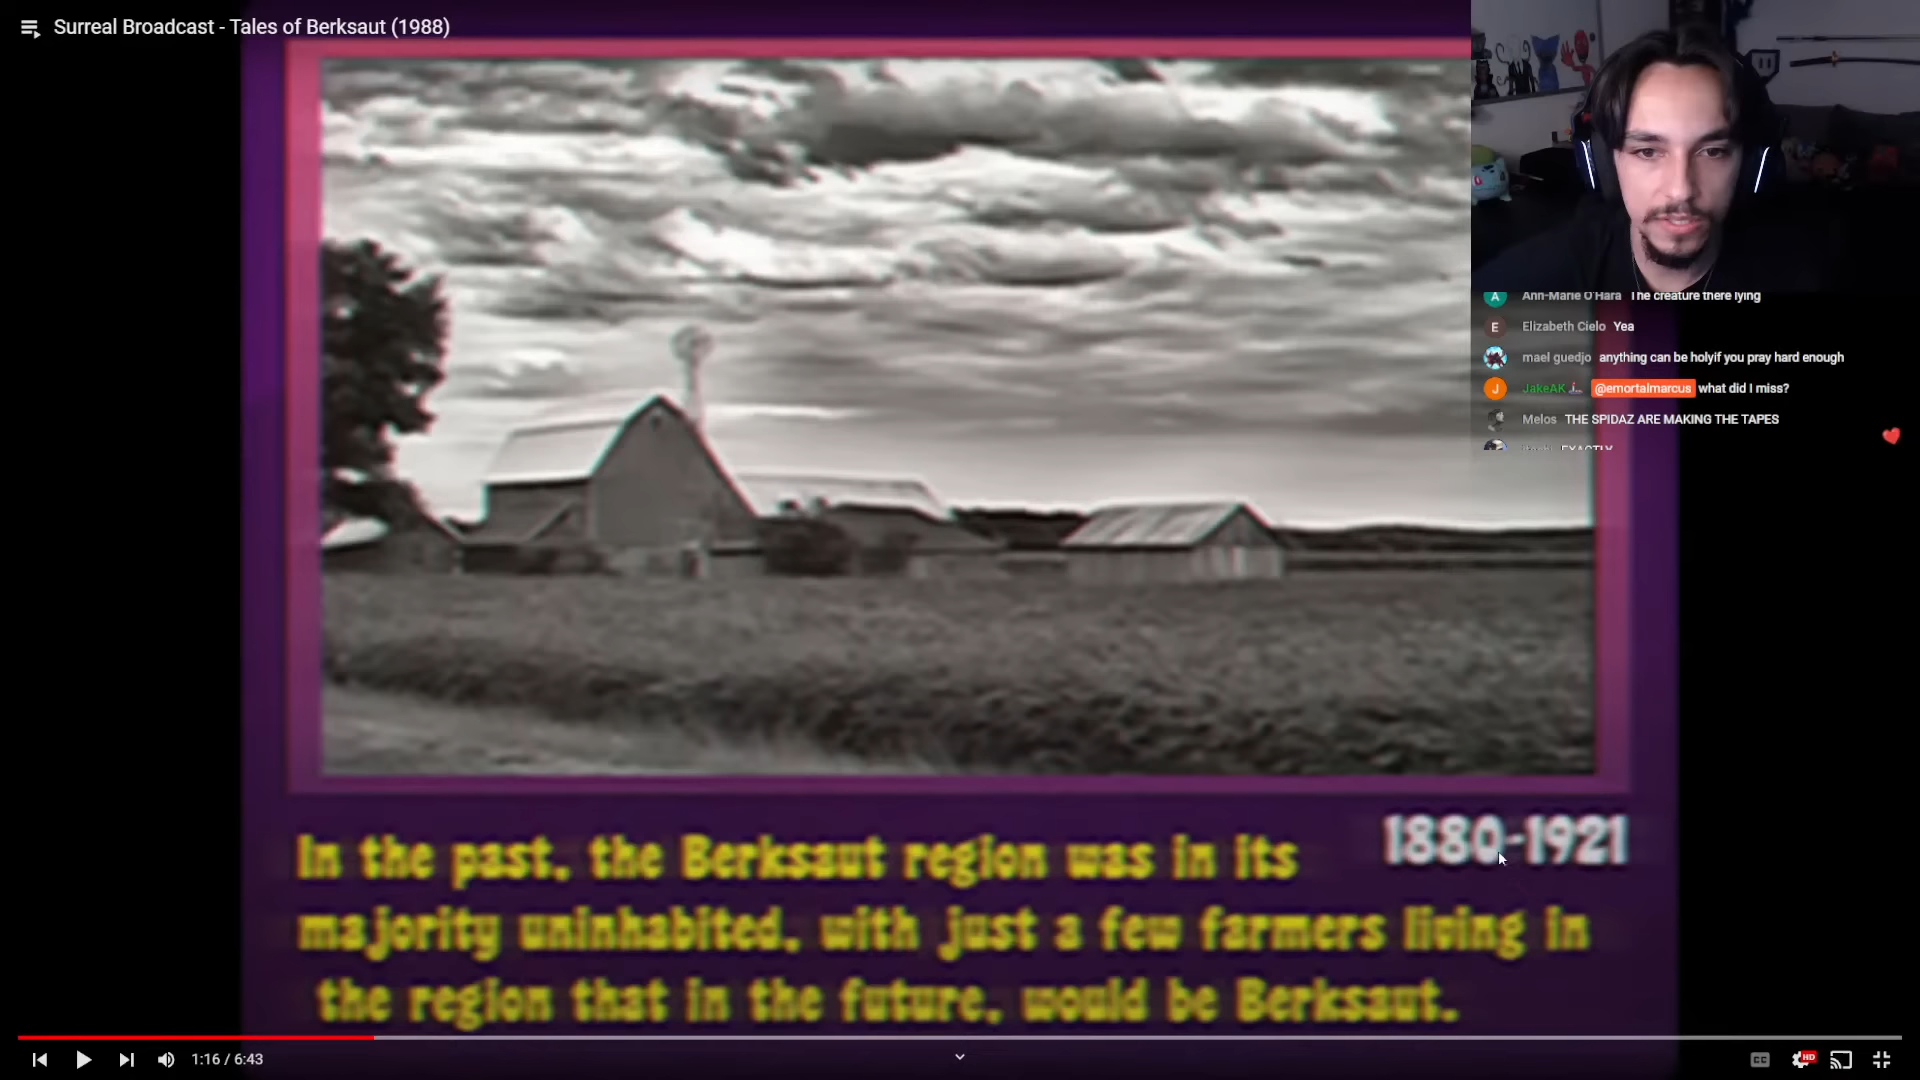 Surreal Broadcast - Tales of Berksaut (1988)
A Ann-Marie O'Hara The creature there lying
E Elizabeth Cielo Yea
mael guedjo anything can be holyif you pray hard enough
J JakeAK @emortalmarcus what did I miss?
Melos THE SPIDAZ ARE MAKING THE TAPES
EXACTLY
1880-1921
In the past, the Berksaut region was in its
majority uninhabited, with just a few farmers living in
the region that in the future, would be Berksaut.
1:16 / 6:43
CC
HD